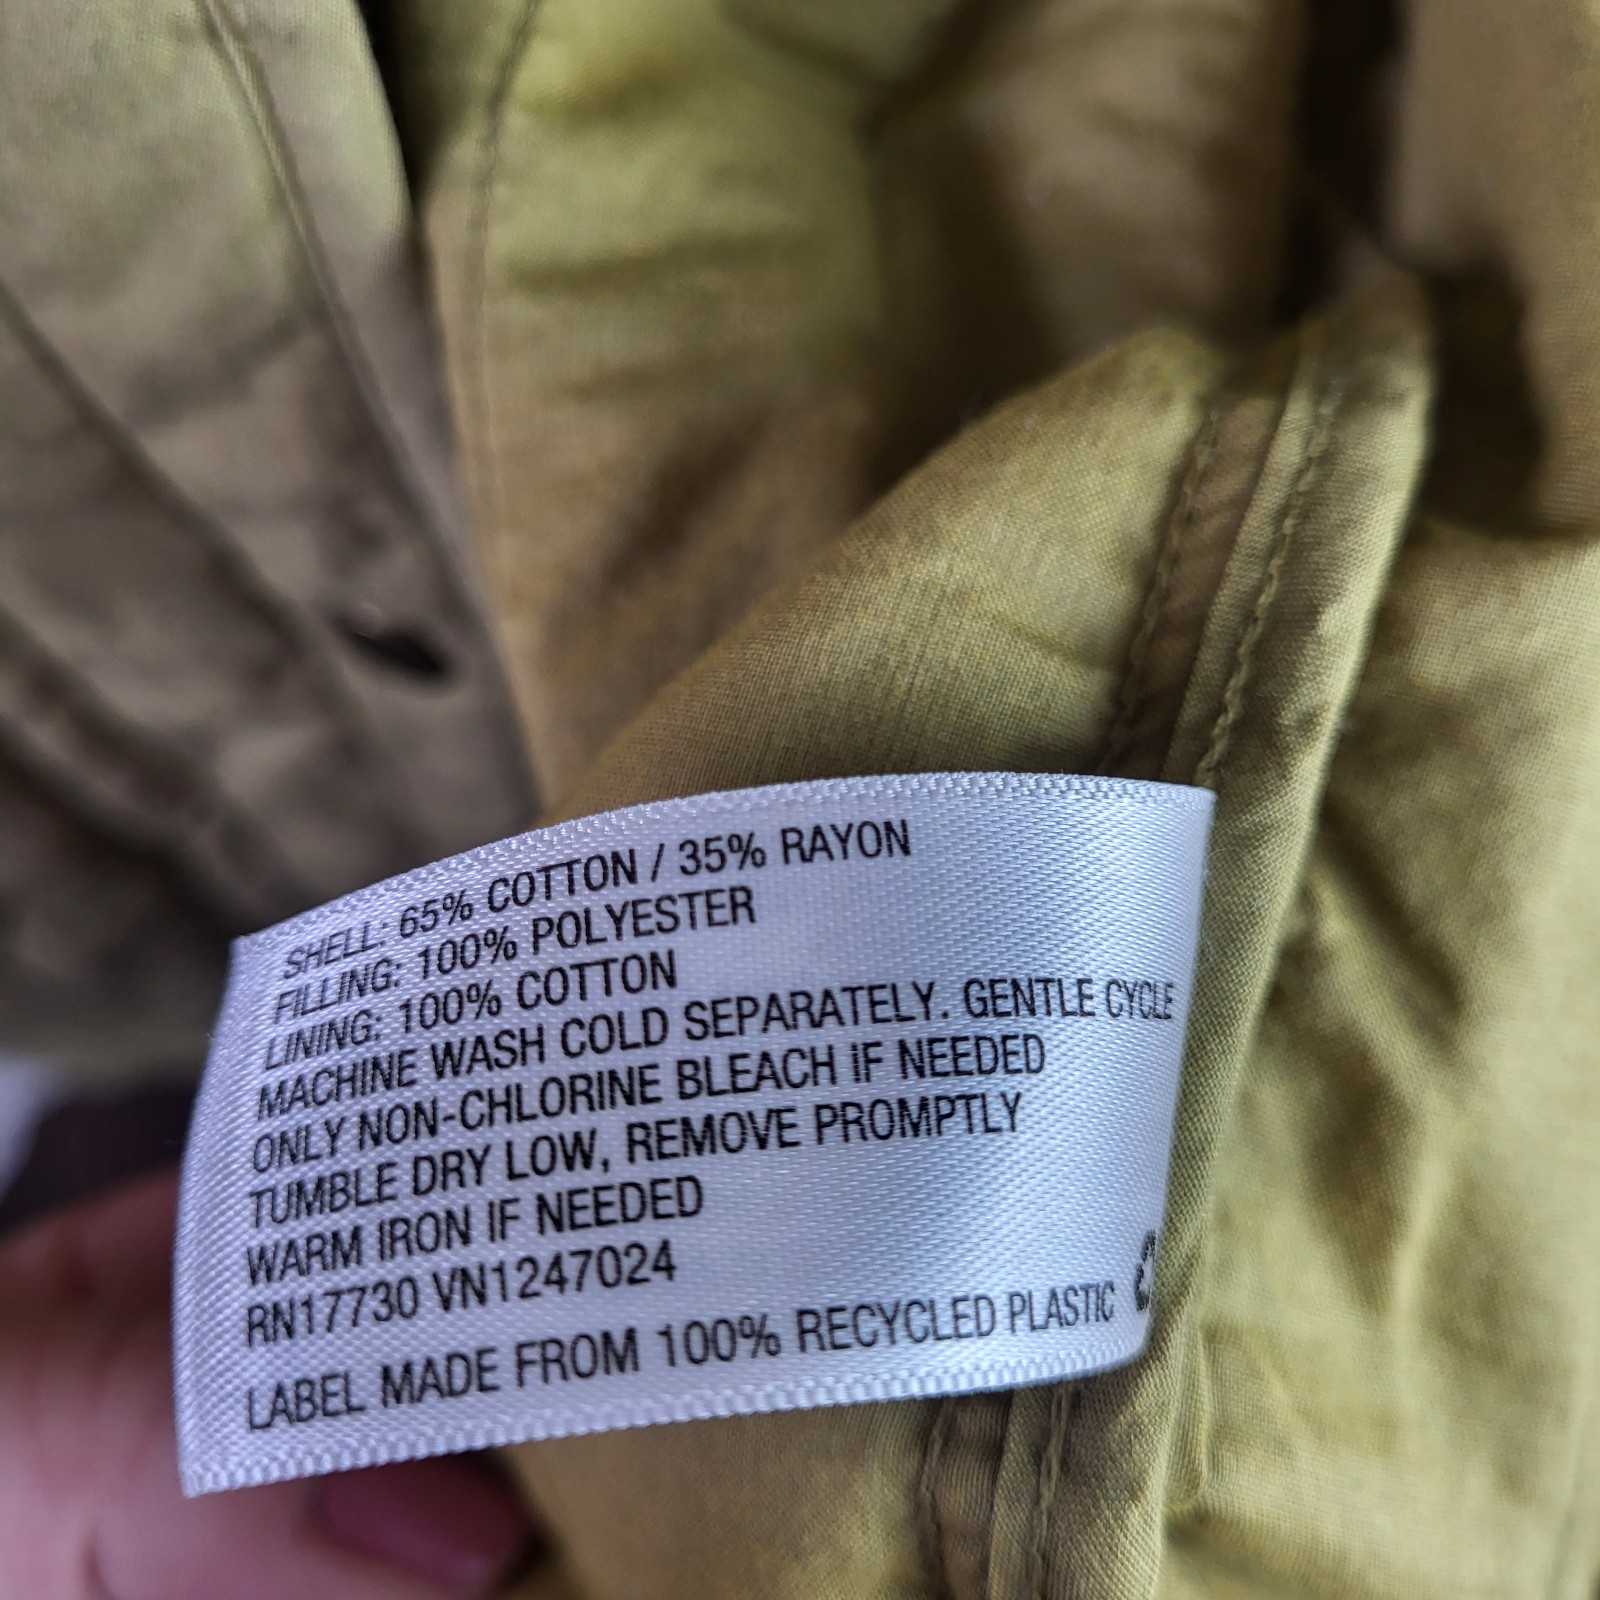 SHELL: 65% COTTON / 35% RAYON
FILLING: 100% POLYESTER
LINING: 100% COTTON
MACHINE WASH COLD SEPARATELY. GENTLE CYCLE
ONLY NON-CHLORINE BLEACH IF NEEDED
TUMBLE DRY LOW, REMOVE PROMPTLY
WARM IRON IF NEEDED
RN17730 VN1247024
LABEL MADE FROM 100% RECYCLED PLASTIC